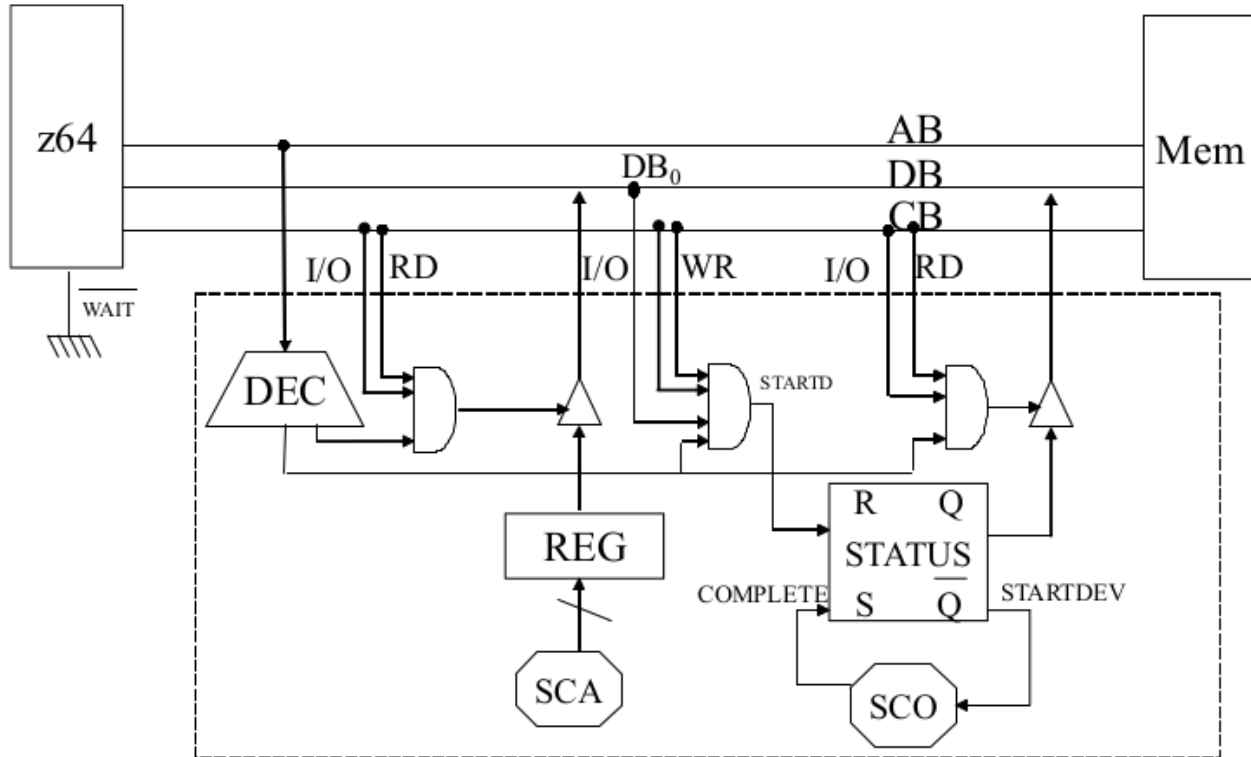 z64
Mem
AB
DB
CB
DB₀
WAIT
I/O
RD
I/O
WR
I/O
RD
DEC
STARTD
REG
R Q
STATUS
S Q
COMPLETE
STARTDEV
SCA
SCO